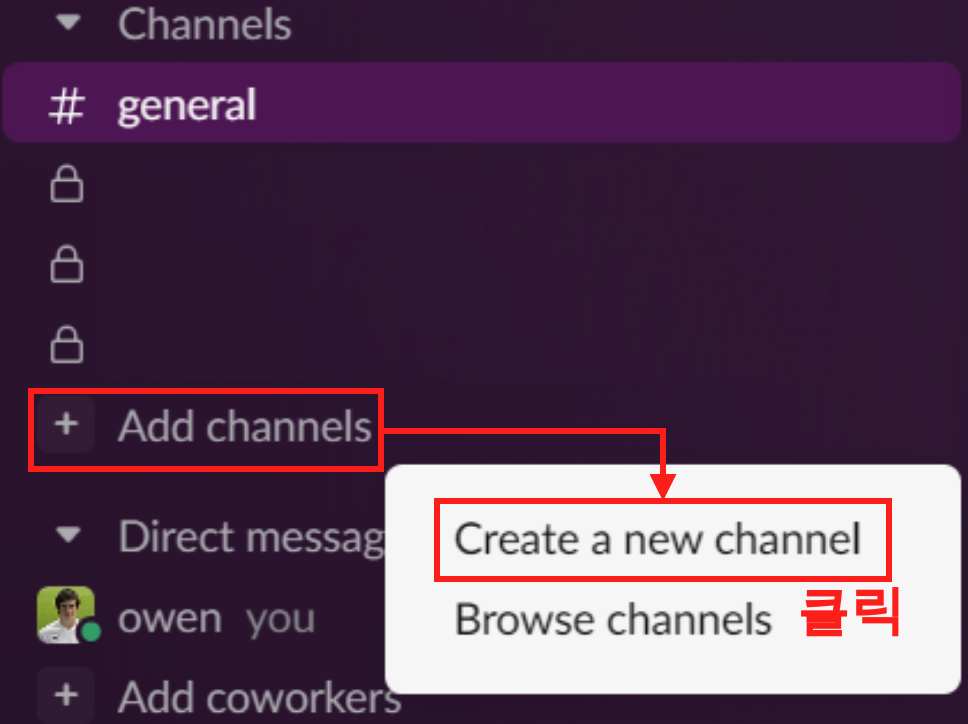 Channels
# general
+ Add channels
Create a new channel
Direct messag
Browse channels 클릭
owen you
+ Add coworkers